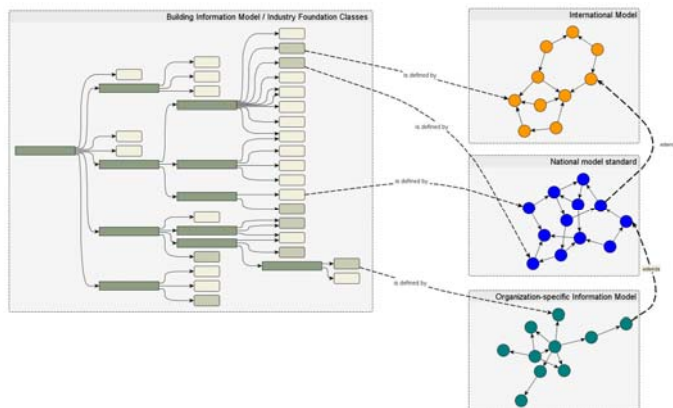 Building Information Model / Industry Foundation Classes
International Model
is defined by
is defined by
National model standard
is defined by
extends
Organization-specific Information Model
is defined by